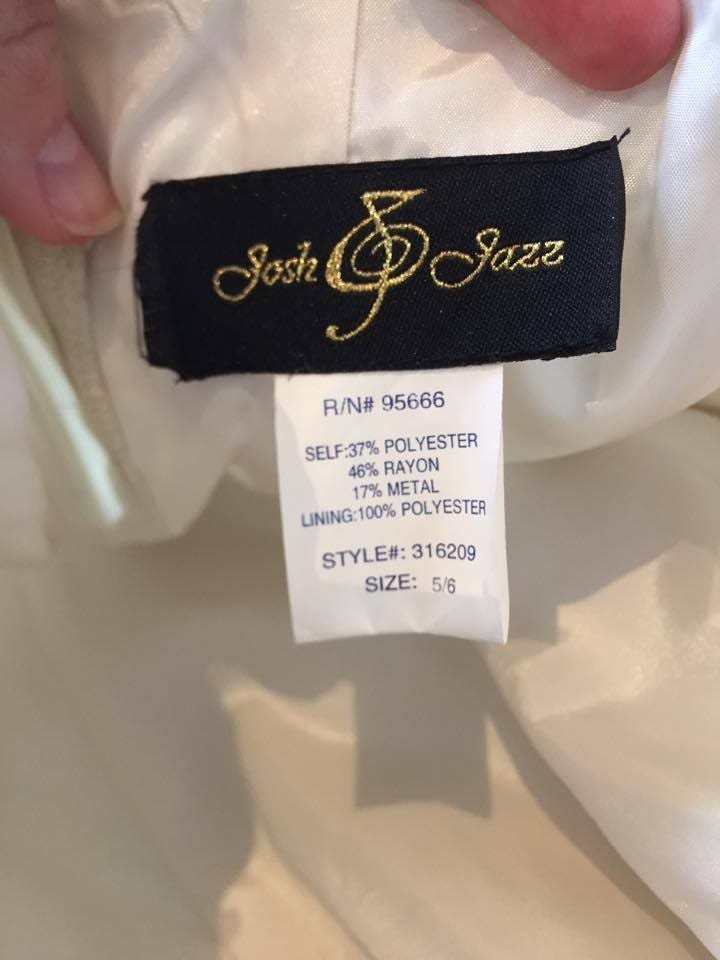 Josh & Jazz
R/N# 95666
SELF:37% POLYESTER
46% RAYON
17% METAL
LINING:100% POLYESTER
STYLE#: 316209
SIZE: 5/6